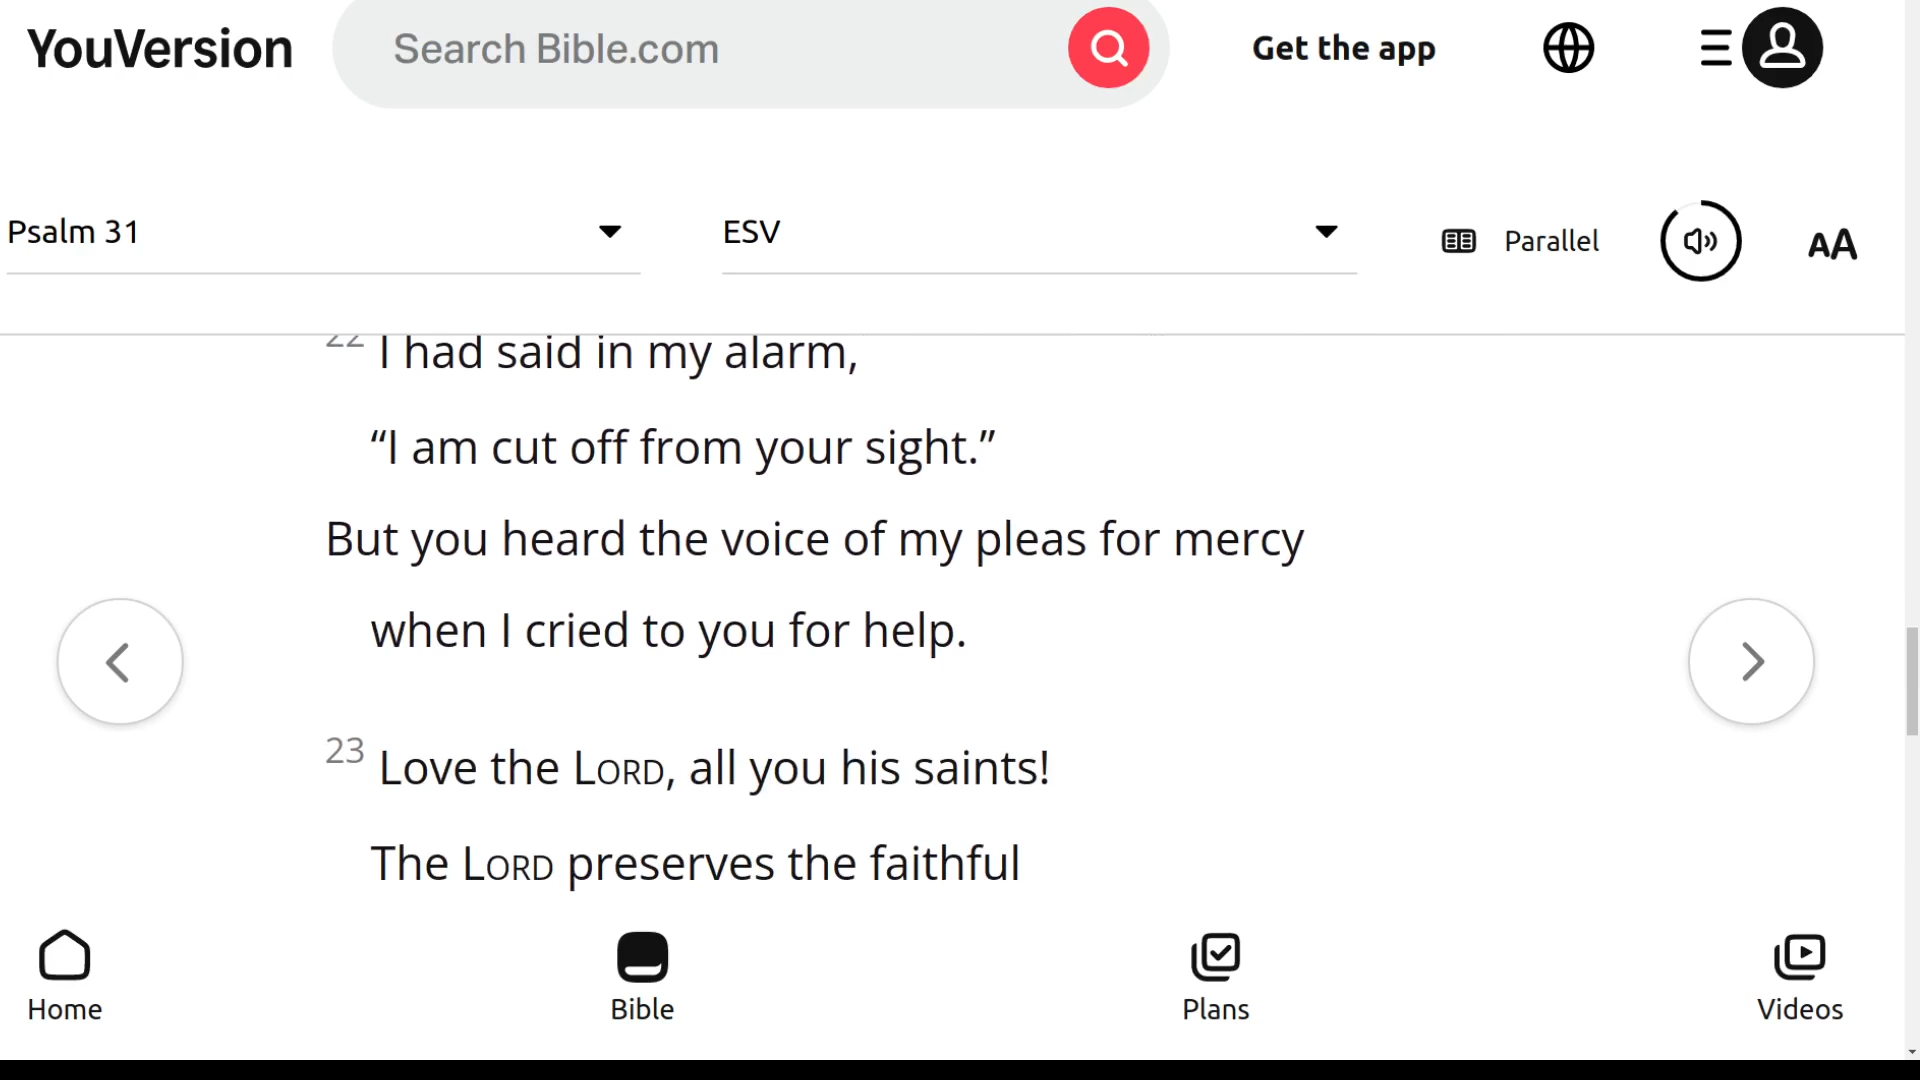 YouVersion
Search Bible.com
Get the app
Psalm 31
ESV
Parallel
AA
22 I had said in my alarm,
“I am cut off from your sight.”
But you heard the voice of my pleas for mercy
when I cried to you for help.
23 Love the LORD, all you his saints!
The LORD preserves the faithful
Home
Bible
Plans
Videos